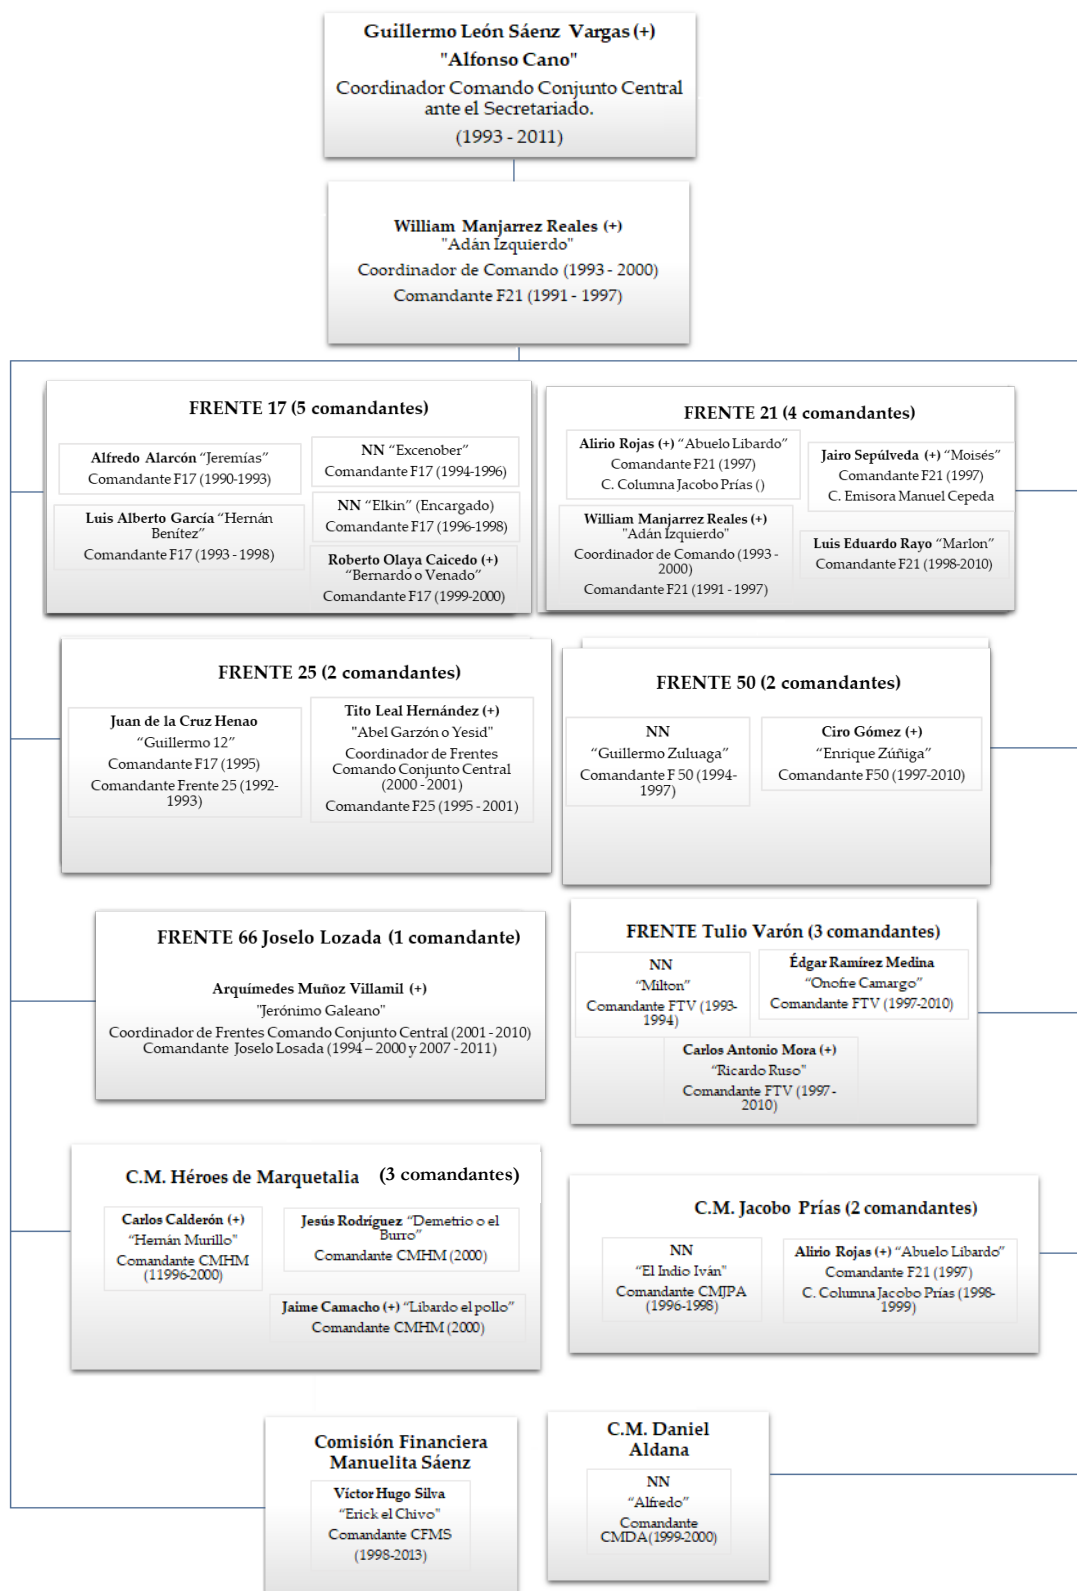 Guillermo León Sáenz Vargas (+)
"Alfonso Cano"
Coordinador Comando Conjunto Central
ante el Secretariado.
(1993 - 2011)
William Manjarrez Reales (+)
"Adán Izquierdo"
Coordinador de Comando (1993 - 2000)
Comandante F21 (1991 - 1997)
FRENTE 17 (5 comandantes)
Alfredo Alarcón “Jeremías”
Comandante F17 (1990-1993)
NN “Excenober”
Comandante F17 (1994-1996)
Luis Alberto García “Hernán
Benítez”
Comandante F17 (1993 - 1998)
NN “Elkin” (Encargado)
Comandante F17 (1996-1998)
Roberto Olaya Caicedo (+)
“Bernardo o Venado”
Comandante F17 (1999-2000)
FRENTE 21 (4 comandantes)
Alirio Rojas (+) “Abuelo Libardo”
Comandante F21 (1997)
C. Columna Jacobo Prías ()
Jairo Sepúlveda (+) “Moisés”
Comandante F21 (1997)
C. Emisora Manuel Cepeda
William Manjarrez Reales (+)
"Adán Izquierdo"
Coordinador de Comando (1993 -
2000)
Comandante F21 (1991 - 1997)
Luis Eduardo Rayo “Marlon”
Comandante F21 (1998-2010)
FRENTE 25 (2 comandantes)
Juan de la Cruz Henao
“Guillermo 12”
Comandante F17 (1995)
Comandante Frente 25 (1992-
1993)
Tito Leal Hernández (+)
"Abel Garzón o Yesid"
Coordinador de Frentes
Comando Conjunto Central
(2000 - 2001)
Comandante F25 (1995 - 2001)
FRENTE 50 (2 comandantes)
NN
“Guillermo Zuluaga”
Comandante F 50 (1994-
1997)
Ciro Gómez (+)
“Enrique Zúñiga”
Comandante F50 (1997-2010)
FRENTE 66 Joselo Lozada (1 comandante)
Arquímedes Muñoz Villamil (+)
"Jerónimo Galeano"
Coordinador de Frentes Comando Conjunto Central (2001 - 2010)
Comandante Joselo Losada (1994 – 2000 y 2007 - 2011)
FRENTE Tulio Varón (3 comandantes)
NN
“Milton”
Comandante FTV (1993-
1994)
Édgar Ramírez Medina
“Onofre Camargo”
Comandante FTV (1997-2010)
Carlos Antonio Mora (+)
“Ricardo Ruso"
Comandante FTV (1997 -
2010)
C.M. Héroes de Marquetalia (3 comandantes)
Carlos Calderón (+)
“Hernán Murillo”
Comandante CMHM
(11996-2000)
Jesús Rodríguez “Demetrio o el
Burro”
Comandante CMHM (2000)
Jaime Camacho (+) “Libardo el pollo”
Comandante CMHM (2000)
C.M. Jacobo Prías (2 comandantes)
NN
“El Indio Iván"
Comandante CMJPA
(1996-1998)
Alirio Rojas (+) “Abuelo Libardo”
Comandante F21 (1997)
C. Columna Jacobo Prías (1998-
1999)
Comisión Financiera
Manuelita Sáenz
Víctor Hugo Silva
“Erick el Chivo"
Comandante CFMS
(1998-2013)
C.M. Daniel
Aldana
NN
“Alfredo”
Comandante
CMDA(1999-2000)